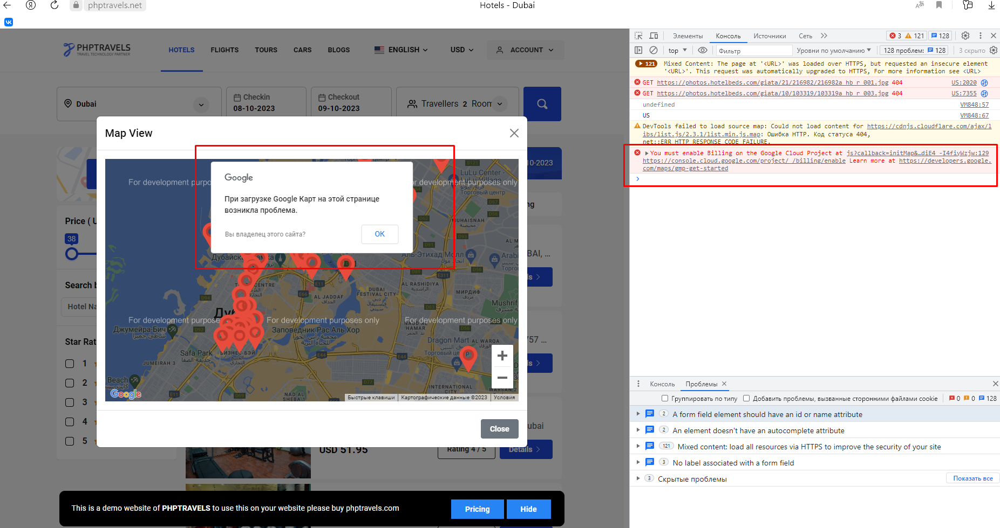 phptravels.net
Hotels - Dubai
PHPTRAVELS
TRAVEL TECHNOLOGY PARTNER
HOTELS FLIGHTS TOURS CARS BLOGS ENGLISH USD ACCOUNT
Dubai
Checkin
08-10-2023
Checkout
09-10-2023
Travellers 2 Room
Map View
10-2023
Google
При загрузке Google Карт на этой странице
возникла проблема.
Вы владелец этого сайта?
OK
For development purpo
or development purposes only
LuLu Center -
Торговый центр
MUHAISNAH
Аль-Этихад Молл
Arabi
AL RASHIDIYA
CENTRE
DUBAI
FESTIVAL CITY
AL JADDAF
МИРДИФ
Mushrif
For development purpose
For development purposes only
For development purposes only
Джумейра-Бич
Заповедник Рас Аль Хор
NADD AL
HAMAR
Dragon Mart
AL WARQA
Safa Park
БИЗНЕС-БЭЙ
JUMEIRAH 3
Beach
NAD AL
SHEBA 1
INTERNATIONAL
CITY
WARSAN 2
Google
Быстрые клавиши
Картографические данные ©2023
Условия
Close
Price ( U
38
Search b
Hotel Na
Star Rat
1
2
3
4
5
ng
BAI, ...
ls
757 ...
ls
ubai
USD 51.95
Rating 4 / 5
Details
This is a demo website of PHPTRAVELS to use this on your website please buy phptravels.com
Pricing
Hide
Элементы Консоль Источники Сеть 3 121 128
top Фильтр Уровни по умолчанию 128 проблем: 128 3 скрыто
121 Mixed Content: The page at '<URL>' was loaded over HTTPS, but requested an insecure element
'<URL>'. This request was automatically upgraded to HTTPS, For more information see <URL>
GET https://photos.hotelbeds.com/giata/21/216982/216982a_hb_r_001.jpg 404 US:2020
GET https://photos.hotelbeds.com/giata/10/103319/103319a_hb_r_003.jpg 404 US:7355
undefined VM848:57
US VM848:67
DevTools failed to load source map: Could not load content for https://cdnjs.cloudflare.com/ajax/l
ibs/list.js/2.3.1/list.min.js.map: Ошибка HTTP. Код статуса 404,
net::ERR_HTTP_RESPONSE_CODE_FAILURE.
You must enable Billing on the Google Cloud Project at js?callback=initMap&…diE4_-I4fiyWzjw:129
https://console.cloud.google.com/project/_/billing/enable Learn more at https://developers.google.
com/maps/gmp-get-started
Консоль Проблемы
Группировать по типу Добавить проблемы, вызванные сторонними файлами cookie 0 0 128
2 A form field element should have an id or name attribute
2 An element doesn't have an autocomplete attribute
121 Mixed content: load all resources via HTTPS to improve the security of your site
3 No label associated with a form field
3 Скрытые проблемы
Показать все